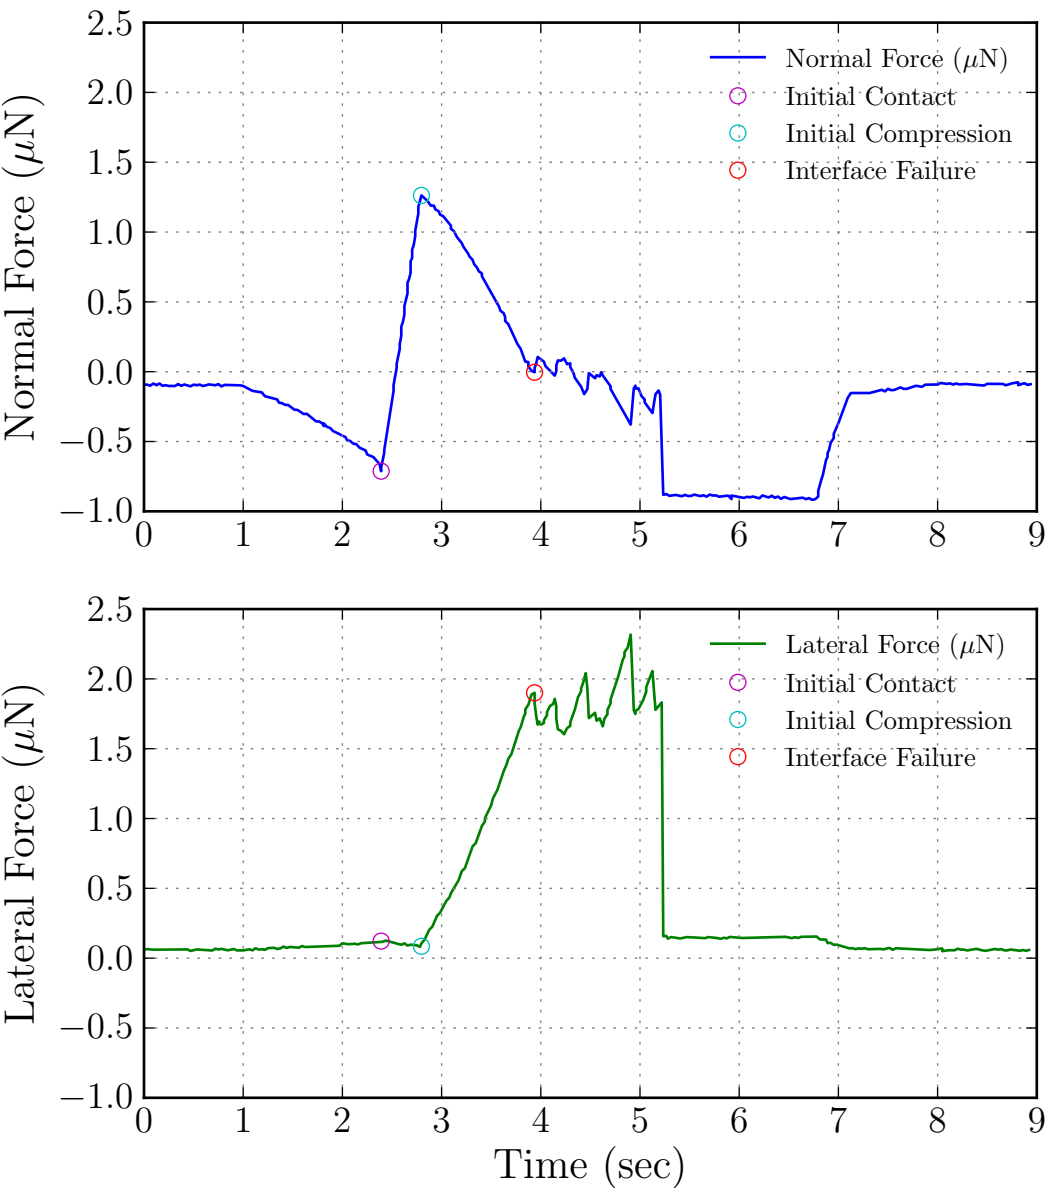 2.5
2.0
1.5
1.0
0.5
0.0
−0.5
−1.0
Normal Force (μN)
Normal Force (μN)
Initial Contact
Initial Compression
Interface Failure
0 1 2 3 4 5 6 7 8 9
2.5
2.0
1.5
1.0
0.5
0.0
−0.5
−1.0
Lateral Force (μN)
Lateral Force (μN)
Initial Contact
Initial Compression
Interface Failure
0 1 2 3 4 5 6 7 8 9
Time (sec)